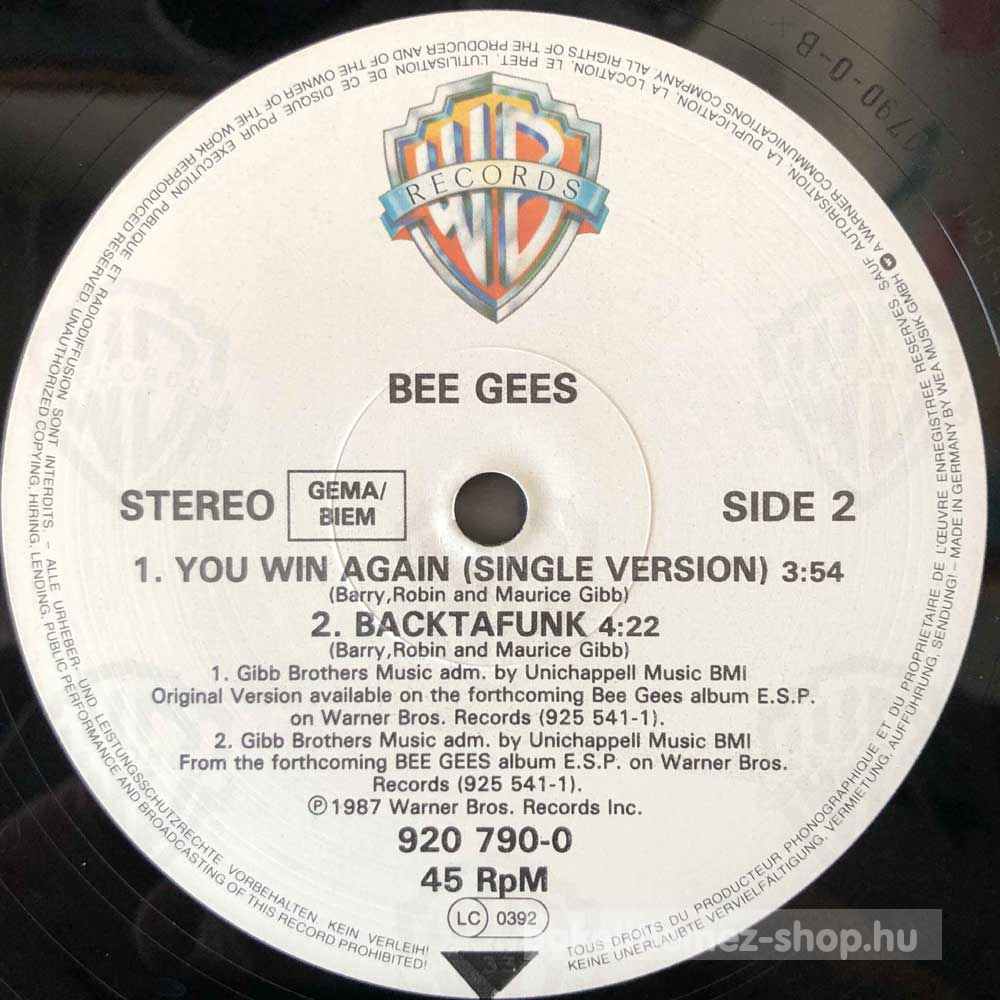 WB
RECORDS
BEE GEES
STEREO
GEMA/
BIEM
SIDE 2
1. YOU WIN AGAIN (SINGLE VERSION) 3:54
(Barry, Robin and Maurice Gibb)
2. BACKTAFUNK 4:22
(Barry, Robin and Maurice Gibb)
1. Gibb Brothers Music adm. by Unichappell Music BMI
Original Version available on the forthcoming Bee Gees album E.S.P.
on Warner Bros. Records (925 541-1).
2. Gibb Brothers Music adm. by Unichappell Music BMI
From the forthcoming BEE GEES album E.S.P. on Warner Bros.
Records (925 541-1).
℗1987 Warner Bros. Records Inc.
920 790-0
45 RpM
LC 0392
TOUS DROITS DU PRODUCTEUR PHONOGRAPHIQUE ET DU PROPRIETAIRE DE L'ŒUVRE ENREGISTREE RESERVES. SAUF AUTORISATION, LA DUPLICATION, LA LOCATION, LE PRET, L'UTILISATION DE CE DISQUE POUR EXECUTION PUBLIQUE ET RADIODIFFUSION SONT INTERDITS. – ALLE URHEBER- UND LEISTUNGSSCHUTZRECHTE VORBEHALTEN. KEIN VERLEIH!
KEINE UNERLAUBTE VERVIELFÄLTIGUNG, VERMIETUNG, AUFFÜHRUNG, SENDUNG! – MADE IN GERMANY BY WEA MUSIK GMBH A WARNER COMMUNICATIONS COMPANY. ALL RIGHTS OF THE PRODUCER AND OF THE OWNER OF THE WORK REPRODUCED RESERVED. UNAUTHORIZED COPYING, HIRING, LENDING, PUBLIC PERFORMANCE AND BROADCASTING OF THIS RECORD PROHIBITED!
790-0-B
mez-shop.hu